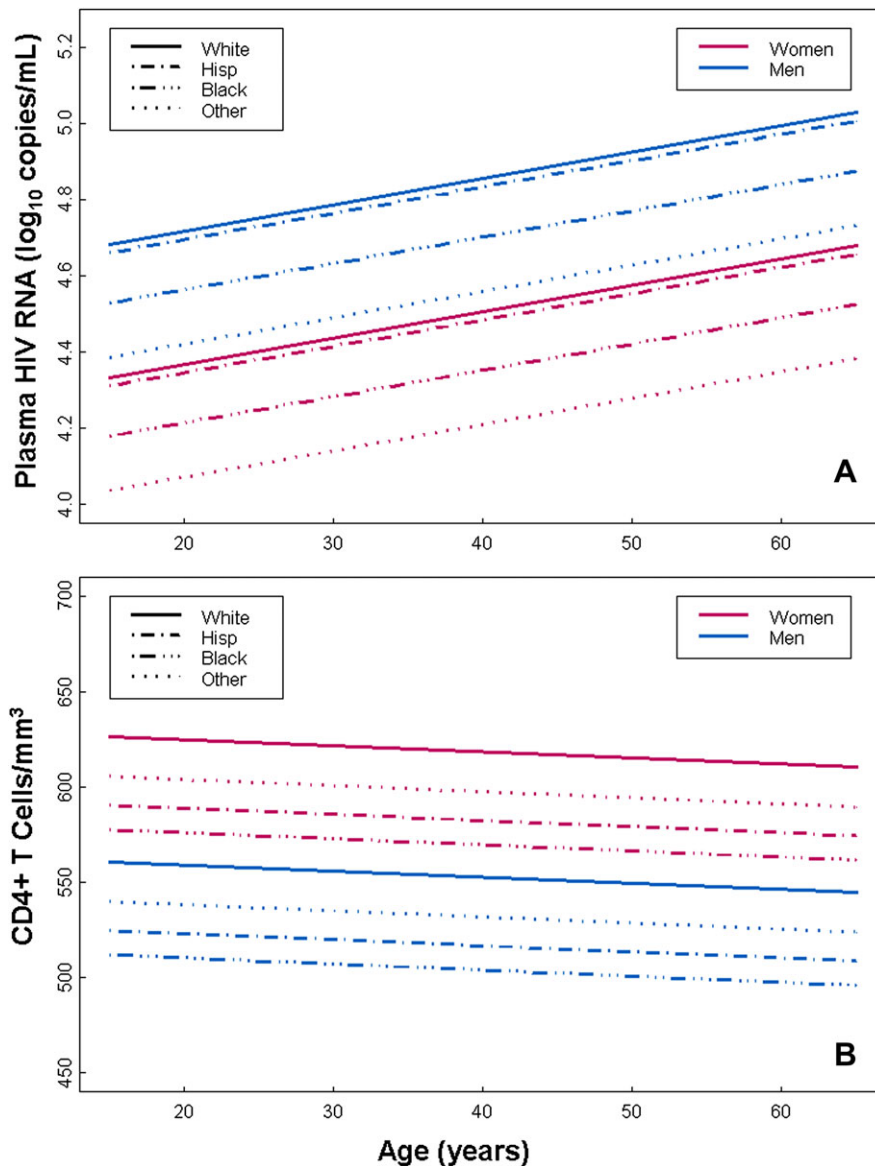 Plasma HIV RNA (log10 copies/mL)
5.2
5.0
4.8
4.6
4.4
4.2
4.0
White
Hisp
Black
Other
Women
Men
A
20 30 40 50 60
CD4+ T Cells/mm³
700
650
600
550
500
450
White
Hisp
Black
Other
Women
Men
B
20 30 40 50 60
Age (years)